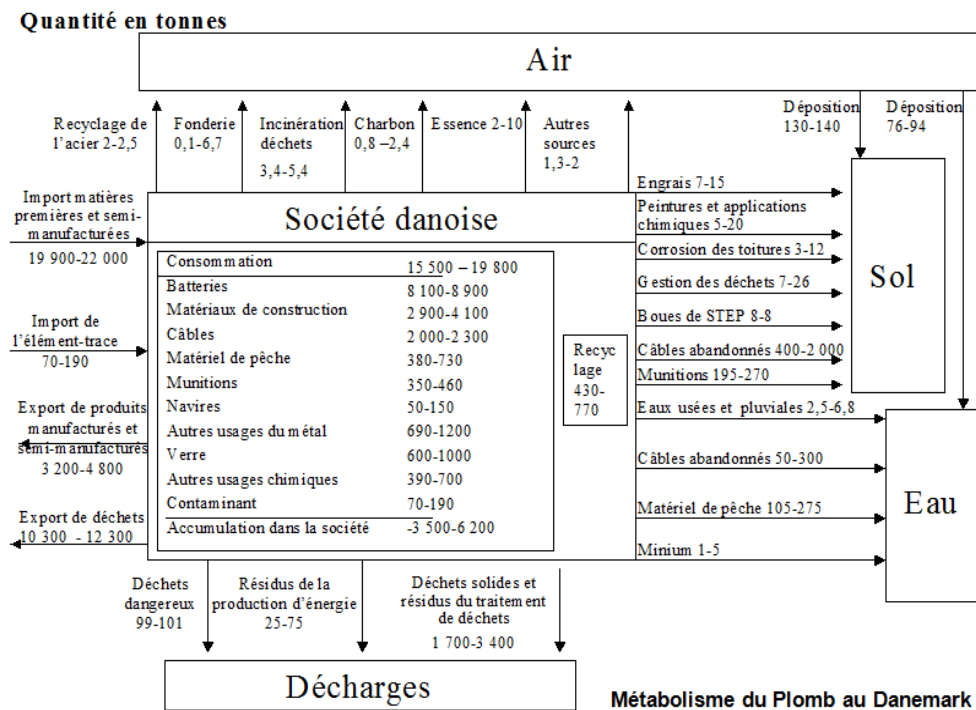 Quantité en tonnes
Air
Recyclage de
l'acier 2-2,5
Fonderie
0,1-6,7
Incinération
déchets
3,4-5,4
Charbon
0,8 –2,4
Essence 2-10
Autres
sources
1,3-2
Déposition
130-140
Déposition
76-94
Import matières
premières et semi-
manufacturées
19 900-22 000
Import de
l'élément-trace
70-190
Export de produits
manufacturés et
semi-manufacturés
3 200-4 800
Export de déchets
10 300 - 12 300
Société danoise
Consommation 15 500 – 19 800
Batteries 8 100-8 900
Matériaux de construction 2 900-4 100
Câbles 2 000-2 300
Matériel de pêche 380-730
Munitions 350-460
Navires 50-150
Autres usages du métal 690-1200
Verre 600-1000
Autres usages chimiques 390-700
Contaminant 70-190
Accumulation dans la société -3 500-6 200
Recyc
lage
430-
770
Engrais 7-15
Peintures et applications
chimiques 5-20
Corrosion des toitures 3-12
Gestion des déchets 7-26
Boues de STEP 8-8
Câbles abandonnés 400-2 000
Munitions 195-270
Eaux usées et pluviales 2,5-6,8
Câbles abandonnés 50-300
Matériel de pêche 105-275
Minium 1-5
Sol
Eau
Déchets
dangereux
99-101
Résidus de la
production d'énergie
25-75
Déchets solides et
résidus du traitement
de déchets
1 700-3 400
Décharges
Métabolisme du Plomb au Danemark